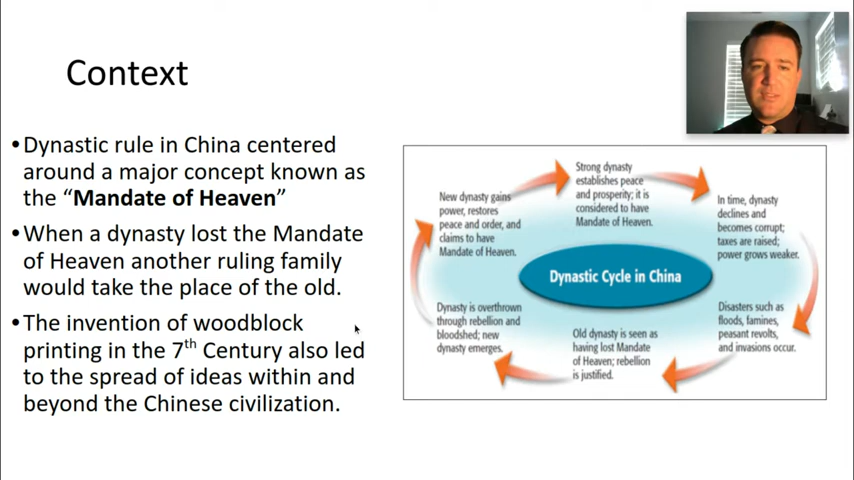 Context
•Dynastic rule in China centered
around a major concept known as
the “Mandate of Heaven”
•When a dynasty lost the Mandate
of Heaven another ruling family
would take the place of the old.
•The invention of woodblock
printing in the 7th Century also led
to the spread of ideas within and
beyond the Chinese civilization.
Strong dynasty
establishes peace
and prosperity; it is
considered to have
Mandate of Heaven.
In time, dynasty
declines and
becomes corrupt;
taxes are raised;
power grows weaker.
Disasters such as
floods, famines,
peasant revolts,
and invasions occur.
Old dynasty is seen as
having lost Mandate
of Heaven; rebellion
is justified.
Dynasty is overthrown
through rebellion and
bloodshed; new
dynasty emerges.
New dynasty gains
power, restores
peace and order, and
claims to have
Mandate of Heaven.
Dynastic Cycle in China